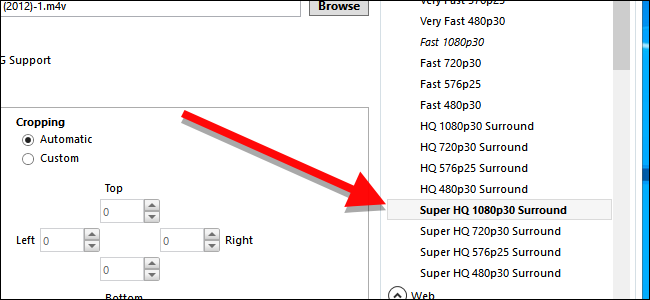 (2012)-1.m4v
Browse
G Support
Cropping
Automatic
Custom
Top
0
Left
0
0
Right
0
Bottom
Very Fast 576p25
Very Fast 480p30
Fast 1080p30
Fast 720p30
Fast 576p25
Fast 480p30
HQ 1080p30 Surround
HQ 720p30 Surround
HQ 576p25 Surround
HQ 480p30 Surround
Super HQ 1080p30 Surround
Super HQ 720p30 Surround
Super HQ 576p25 Surround
Super HQ 480p30 Surround
Web